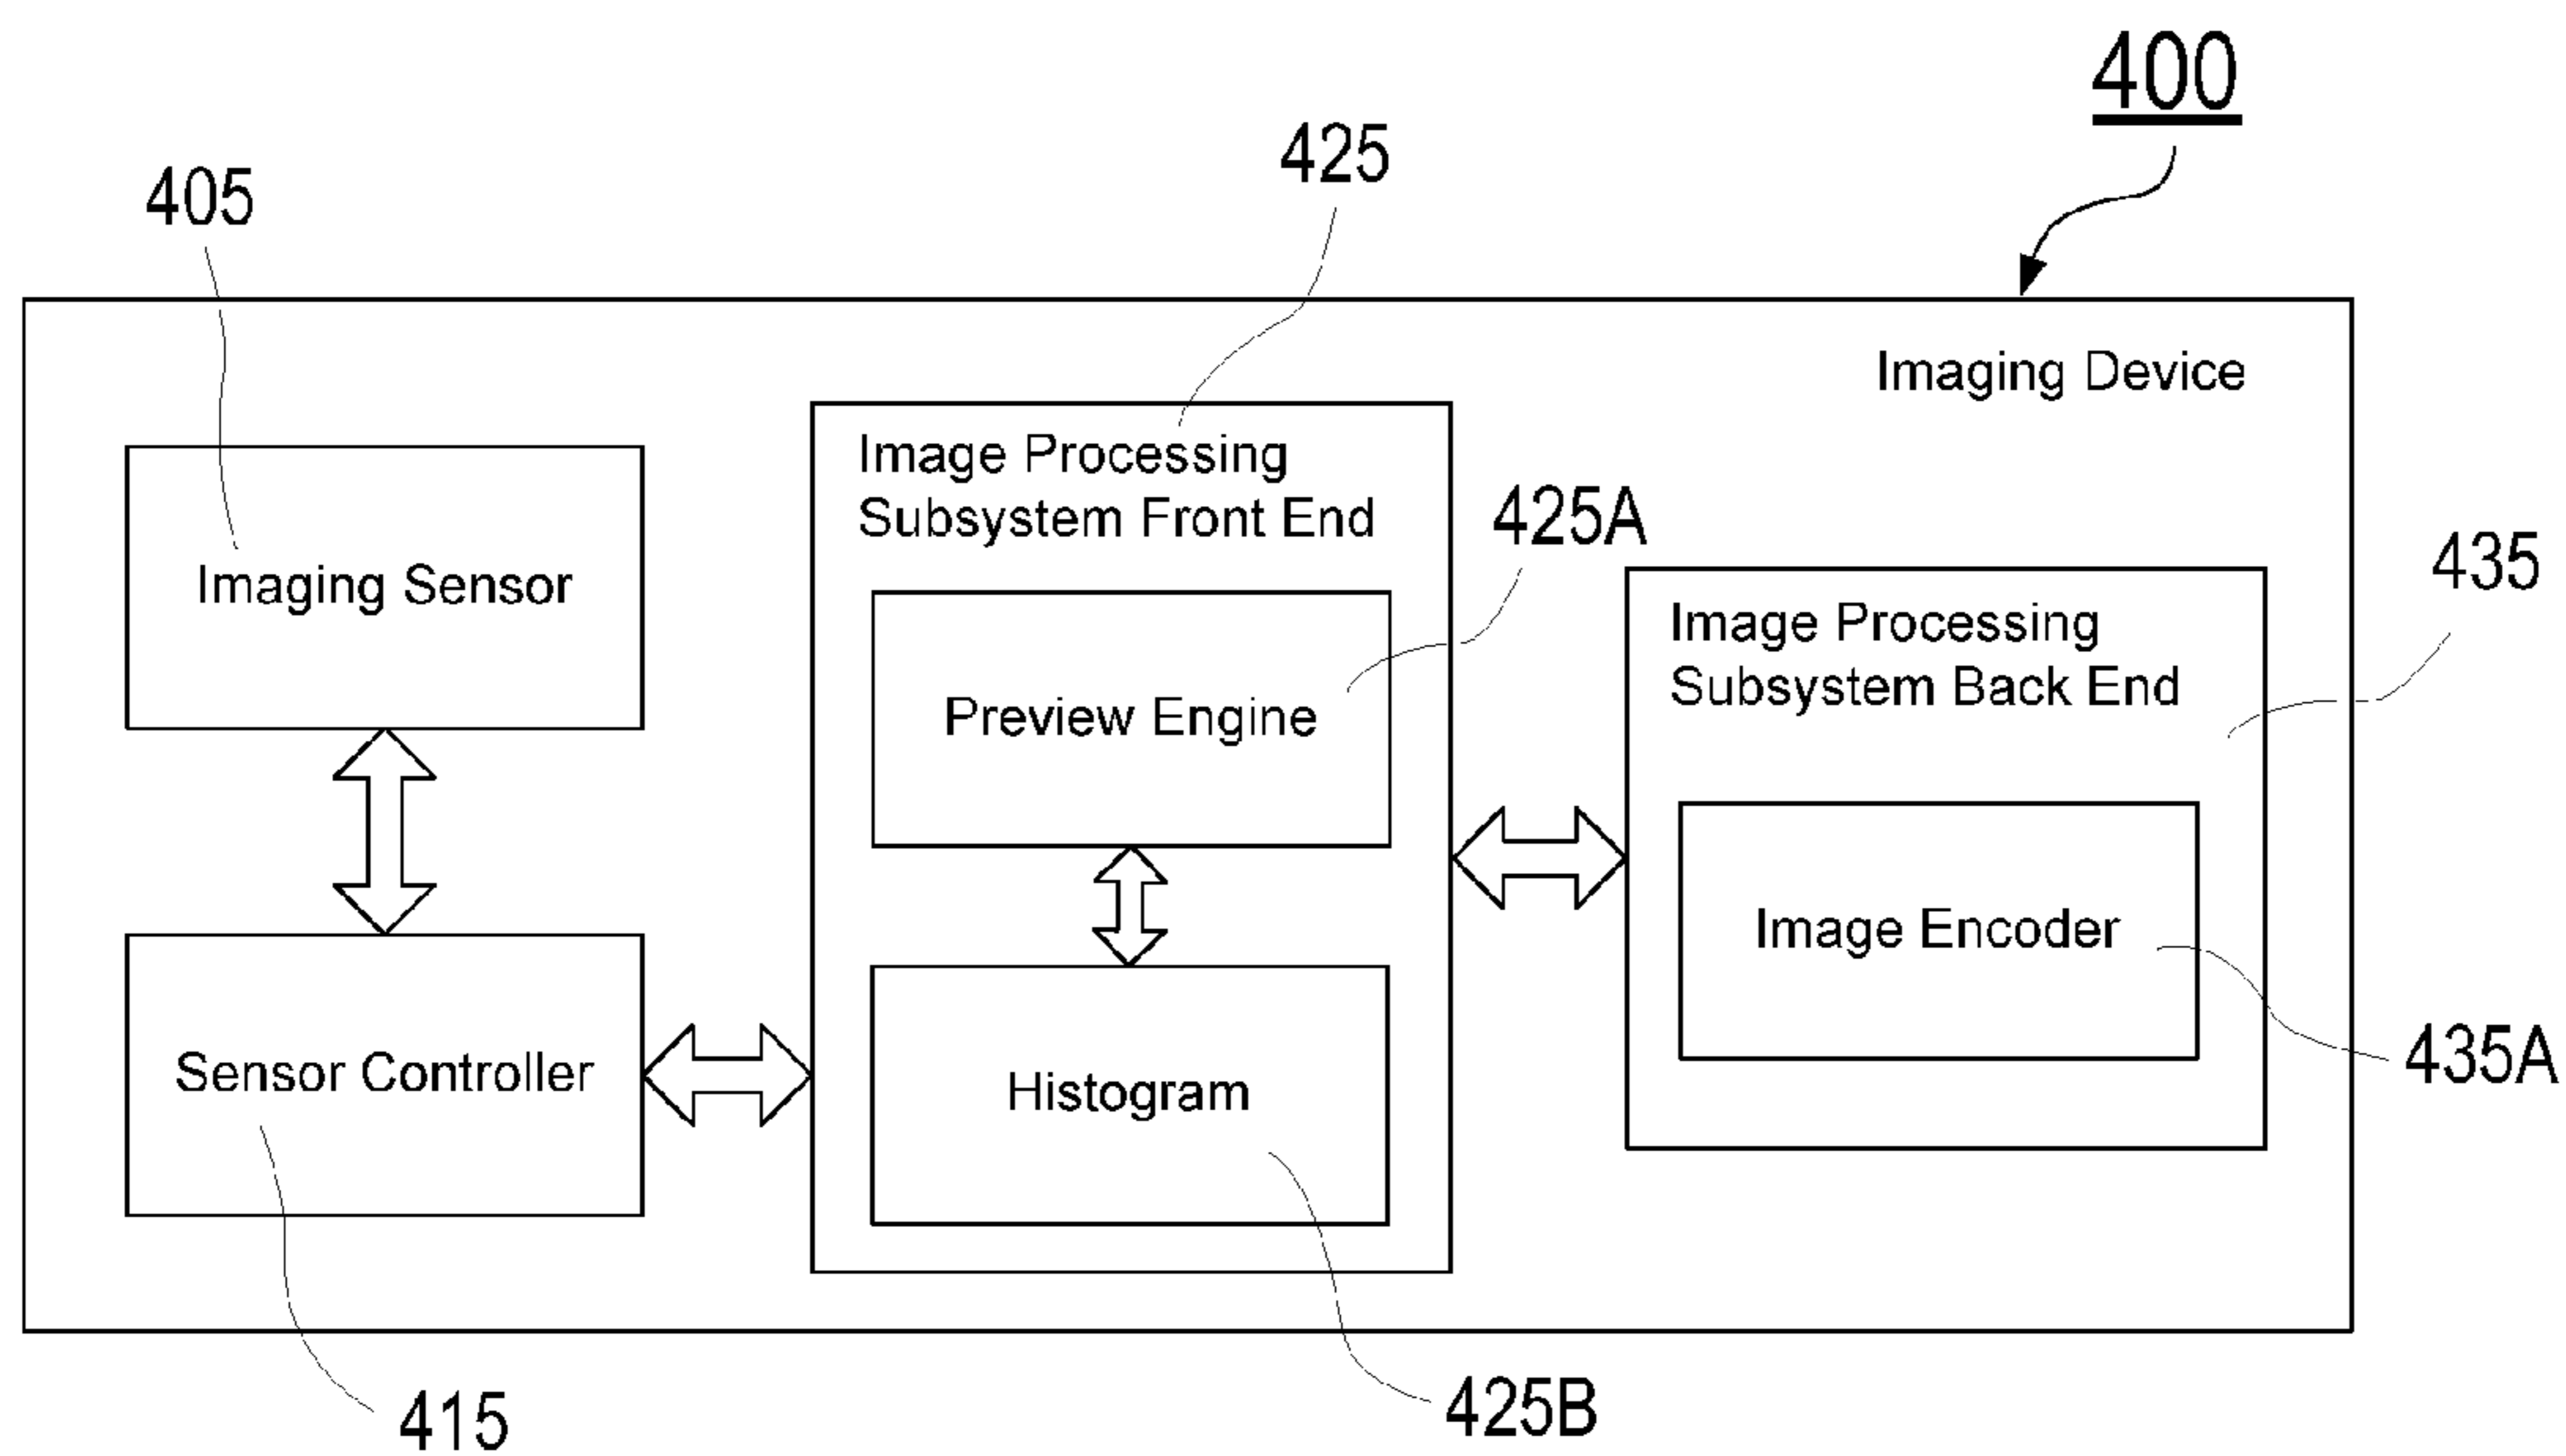 400
425
405
Imaging Device
Image Processing
Subsystem Front End
425A
435
Imaging Sensor
Image Processing
Subsystem Back End
Preview Engine
Image Encoder
Sensor Controller
Histogram
435A
425B
415